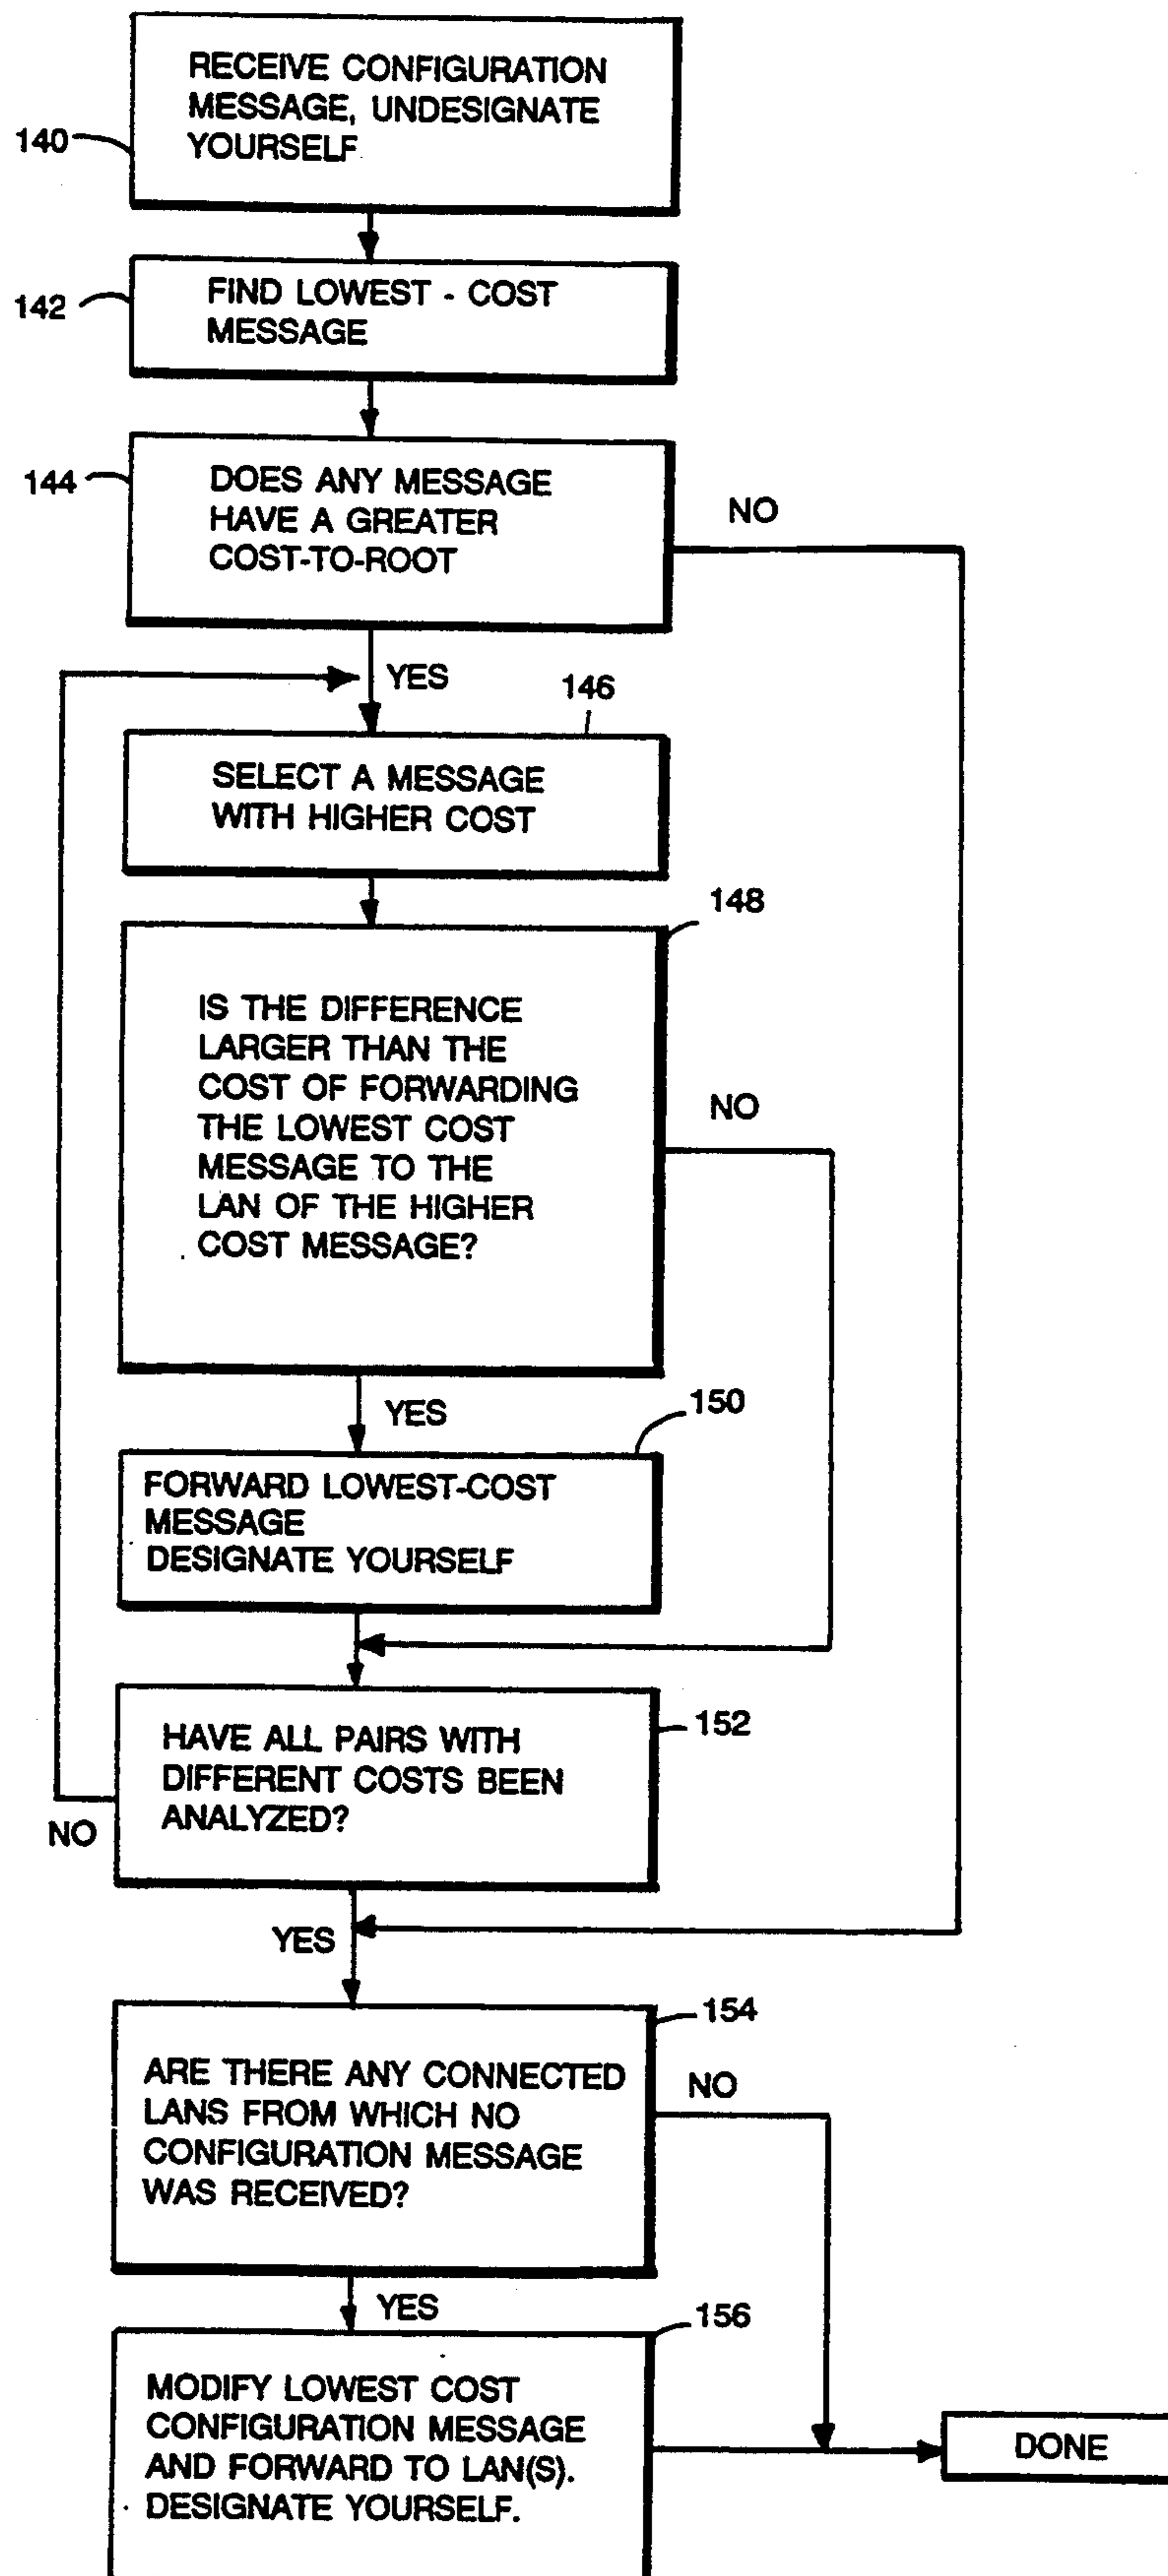 RECEIVE CONFIGURATION
MESSAGE, UNDESIGNATE
YOURSELF
140
142
FIND LOWEST - COST
MESSAGE
144
DOES ANY MESSAGE
HAVE A GREATER
COST-TO-ROOT
NO
YES
146
SELECT A MESSAGE
WITH HIGHER COST
148
IS THE DIFFERENCE
LARGER THAN THE
COST OF FORWARDING
THE LOWEST COST
MESSAGE TO THE
LAN OF THE HIGHER
COST MESSAGE?
NO
YES
150
FORWARD LOWEST-COST
MESSAGE
DESIGNATE YOURSELF
152
HAVE ALL PAIRS WITH
DIFFERENT COSTS BEEN
ANALYZED?
NO
YES
154
ARE THERE ANY CONNECTED
LANS FROM WHICH NO
CONFIGURATION MESSAGE
WAS RECEIVED?
NO
YES
156
MODIFY LOWEST COST
CONFIGURATION MESSAGE
AND FORWARD TO LAN(S).
DESIGNATE YOURSELF.
DONE